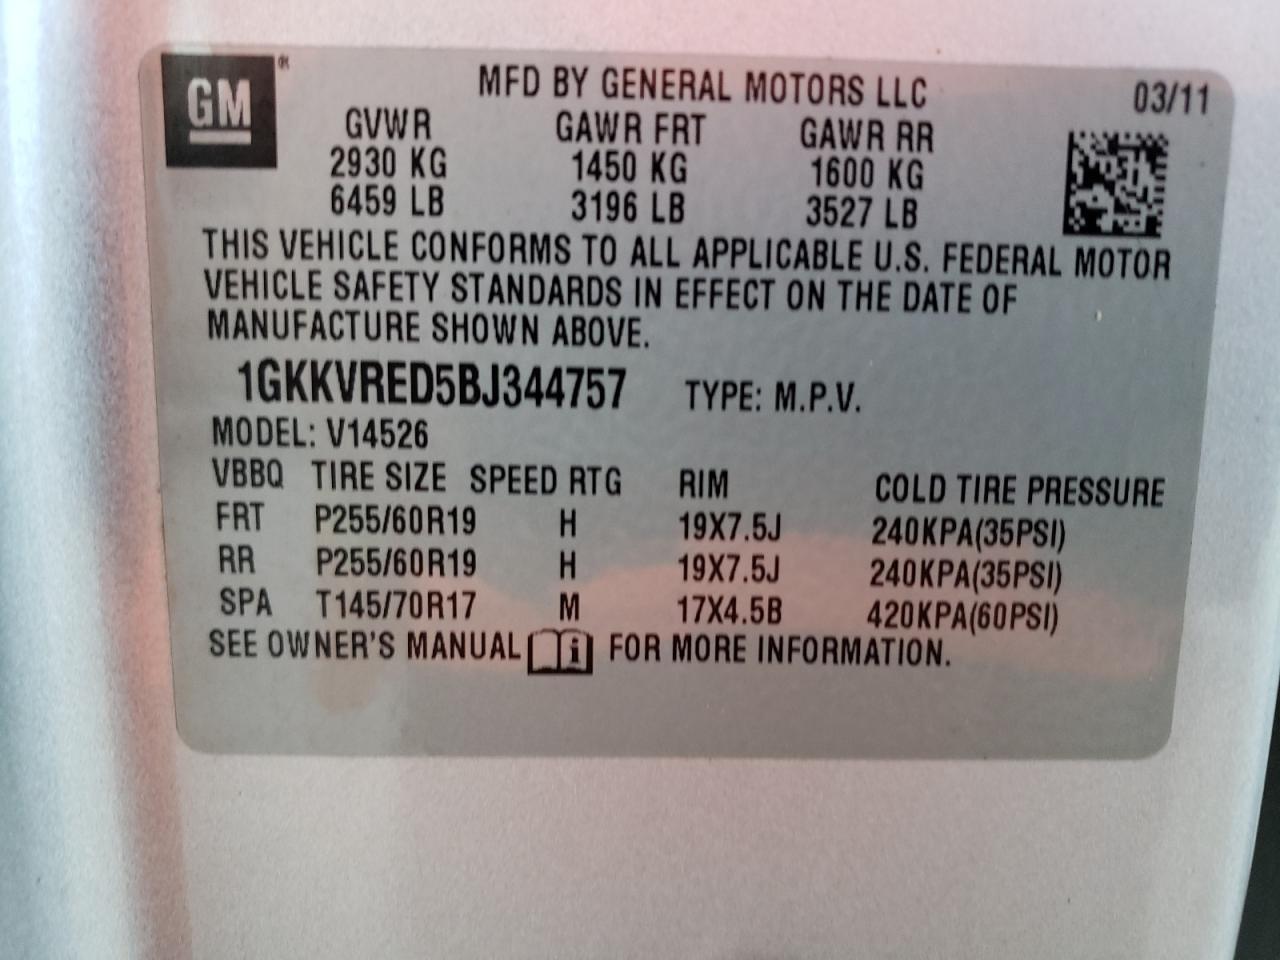 GM®
MFD BY GENERAL MOTORS LLC 03/11
GVWR GAWR FRT GAWR RR
2930 KG 1450 KG 1600 KG
6459 LB 3196 LB 3527 LB
THIS VEHICLE CONFORMS TO ALL APPLICABLE U.S. FEDERAL MOTOR
VEHICLE SAFETY STANDARDS IN EFFECT ON THE DATE OF
MANUFACTURE SHOWN ABOVE.
1GKKVRED5BJ344757 TYPE: M.P.V.
MODEL: V14526
VBBQ TIRE SIZE SPEED RTG RIM COLD TIRE PRESSURE
FRT P255/60R19 H 19X7.5J 240KPA(35PSI)
RR P255/60R19 H 19X7.5J 240KPA(35PSI)
SPA T145/70R17 M 17X4.5B 420KPA(60PSI)
SEE OWNER'S MANUAL i FOR MORE INFORMATION.